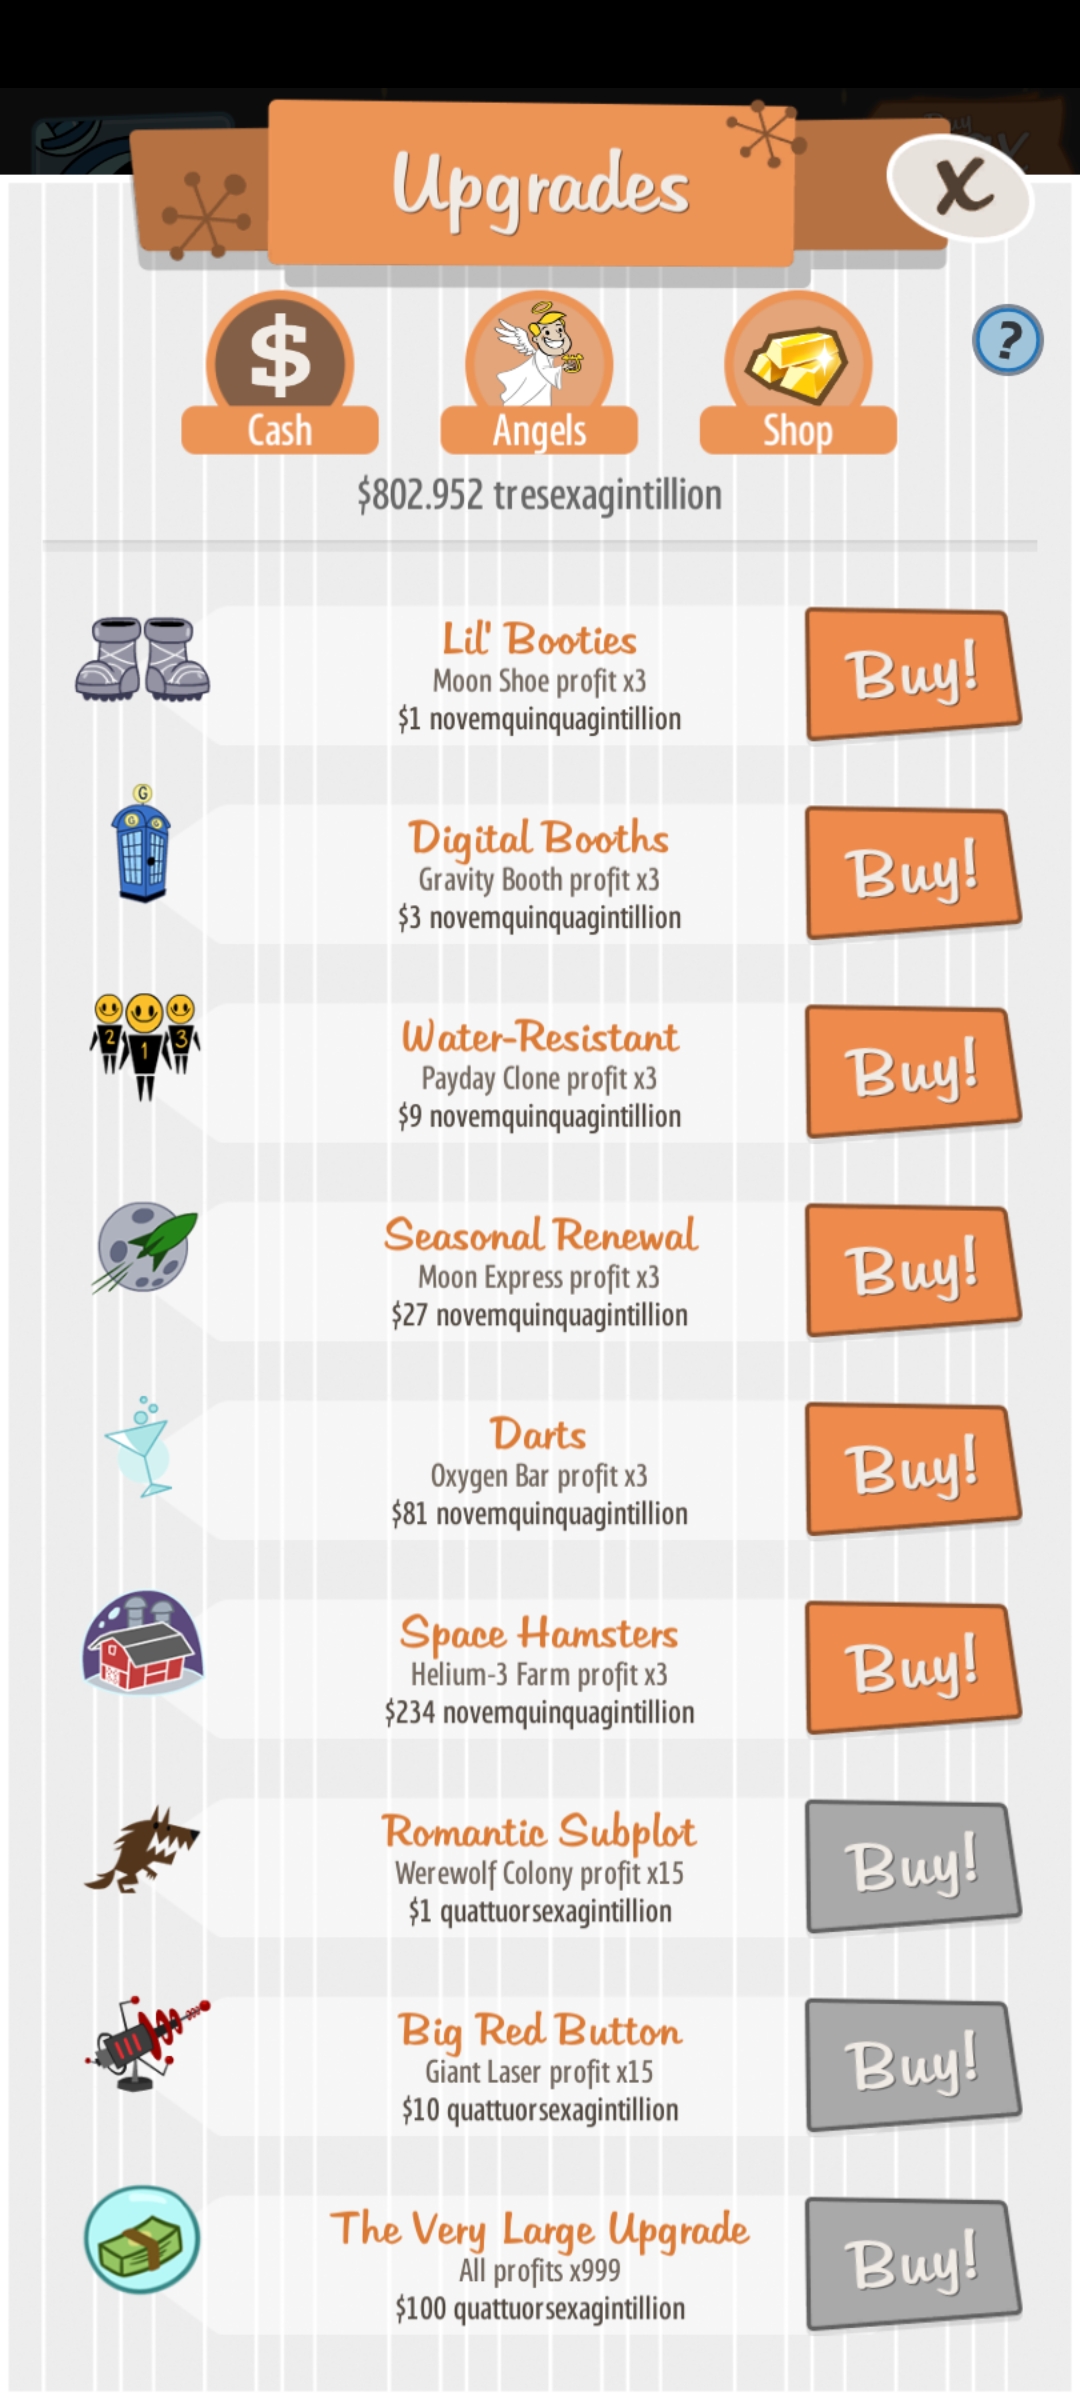 Upgrades
X
$
?
Cash
Angels
Shop
$802.952 tresexagintillion
Lil' Booties
Moon Shoe profit x3
$1 novemquinquagintillion
Buy!
G
G G
Digital Booths
Gravity Booth profit x3
$3 novemquinquagintillion
Buy!
2 1 3
Water-Resistant
Payday Clone profit x3
$9 novemquinquagintillion
Buy!
Seasonal Renewal
Moon Express profit x3
$27 novemquinquagintillion
Buy!
Darts
Oxygen Bar profit x3
$81 novemquinquagintillion
Buy!
Space Hamsters
Helium-3 Farm profit x3
$234 novemquinquagintillion
Buy!
Romantic Subplot
Werewolf Colony profit x15
$1 quattuorsexagintillion
Buy!
Big Red Button
Giant Laser profit x15
$10 quattuorsexagintillion
Buy!
The Very Large Upgrade
All profits x999
$100 quattuorsexagintillion
Buy!